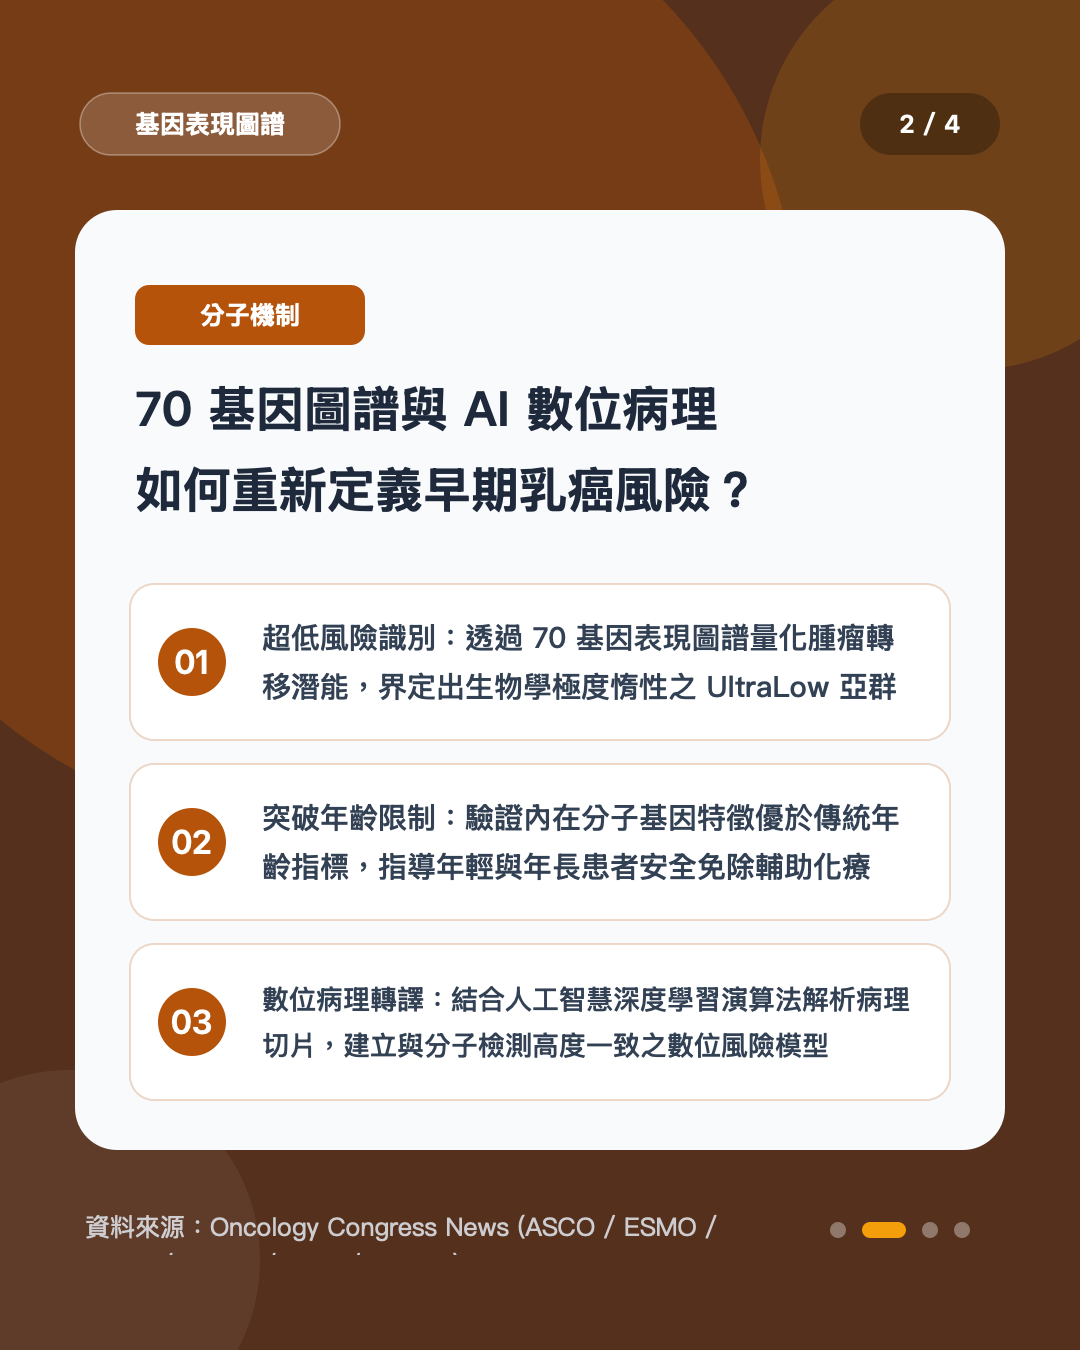 基因表現圖譜
2 / 4
分子機制
70 基因圖譜與 AI 數位病理
如何重新定義早期乳癌風險？
01
超低風險識別：透過 70 基因表現圖譜量化腫瘤轉
移潛能，界定出生物學極度惰性之 UltraLow 亞群
02
突破年齡限制：驗證內在分子基因特徵優於傳統年
齡指標，指導年輕與年長患者安全免除輔助化療
03
數位病理轉譯：結合人工智慧深度學習演算法解析病理
切片，建立與分子檢測高度一致之數位風險模型
資料來源：Oncology Congress News (ASCO / ESMO /